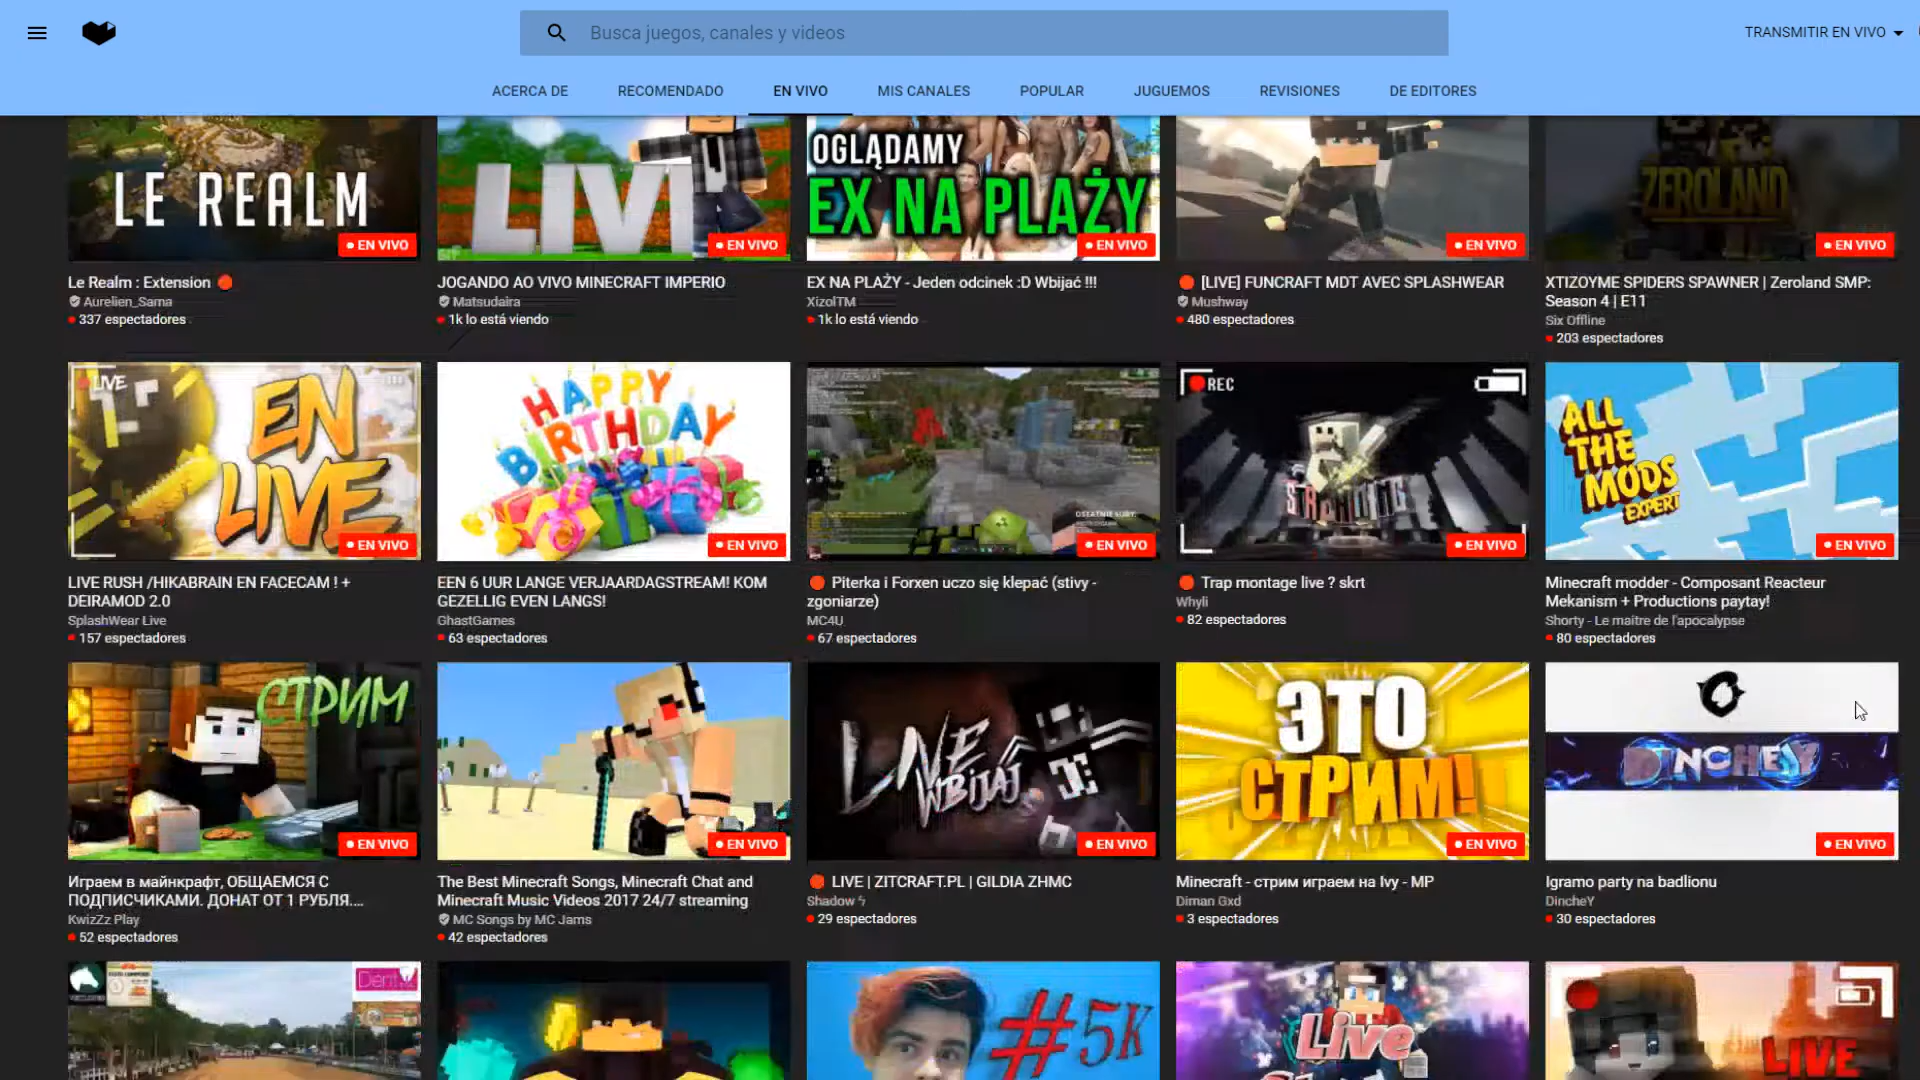 Busca juegos, canales y videos
TRANSMITIR EN VIVO
ACERCA DE
RECOMENDADO
EN VIVO
MIS CANALES
POPULAR
JUGUEMOS
REVISIONES
DE EDITORES
LE REALM
EN VIVO
LIVE
EN VIVO
OGLĄDAMY
EX NA PLAŻY
EN VIVO
EN VIVO
ZEROLAND
EN VIVO
Le Realm : Extension
Aurelien_Sama
337 espectadores
JOGANDO AO VIVO MINECRAFT IMPERIO
Matsudaira
1k lo está viendo
EX NA PLAŻY - Jeden odcinek :D Wbijać !!!
XizolTM
1k lo está viendo
[LIVE] FUNCRAFT MDT AVEC SPLASHWEAR
Mushway
480 espectadores
XTIZOYME SPIDERS SPAWNER | Zeroland SMP:
Season 4 | E11
Six Offline
203 espectadores
LIVE
EN
LIVE
EN VIVO
HAPPY
BIRTHDAY
EN VIVO
OSTATNIE SUBY:
EN VIVO
REC
EN VIVO
ALL
THE
MODS
EXPERT
EN VIVO
LIVE RUSH /HIKABRAIN EN FACECAM ! +
DEIRAMOD 2.0
SplashWear Live
157 espectadores
EEN 6 UUR LANGE VERJAARDAGSTREAM! KOM
GEZELLIG EVEN LANGS!
GhastGames
63 espectadores
Piterka i Forxen uczo się klepać (stivy -
zgoniarze)
MC4U
67 espectadores
Trap montage live ? skrt
Whyli
82 espectadores
Minecraft modder - Composant Reacteur
Mekanism + Productions paytay!
Shorty - Le maitre de l'apocalypse
80 espectadores
СТРИМ
EN VIVO
EN VIVO
LIVE
WBIJAJ
EN VIVO
ЭТО
СТРИМ!
EN VIVO
DINCHEY
EN VIVO
Играем в майнкрафт, ОБЩАЕМСЯ С
ПОДПИСЧИКАМИ. ДОНАТ ОТ 1 РУБЛЯ....
KwizZz Play
52 espectadores
The Best Minecraft Songs, Minecraft Chat and
Minecraft Music Videos 2017 24/7 streaming
MC Songs by MC Jams
42 espectadores
LIVE | ZITCRAFT.PL | GILDIA ZHMC
Shadow ϟ
29 espectadores
Minecraft - стрим играем на Ivy - MP
Diman Gxd
3 espectadores
Igramo party na badlionu
DincheY
30 espectadores
#5K
Live
LIVE